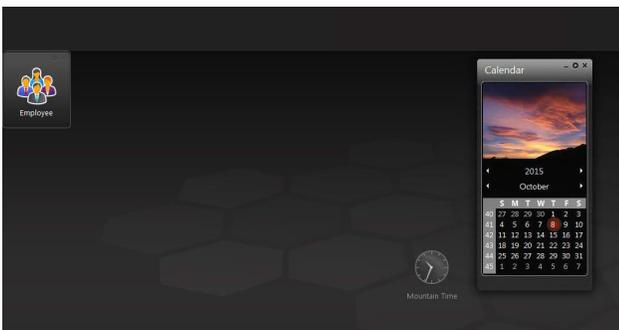 Calendar
Employee
2015
October
S M T W T F S
40 27 28 29 30 1 2 3
41 4 5 6 7 8 9 10
42 11 12 13 14 15 16 17
43 18 19 20 21 22 23 24
44 25 26 27 28 29 30 31
45 1 2 3 4 5 6 7
Mountain Time